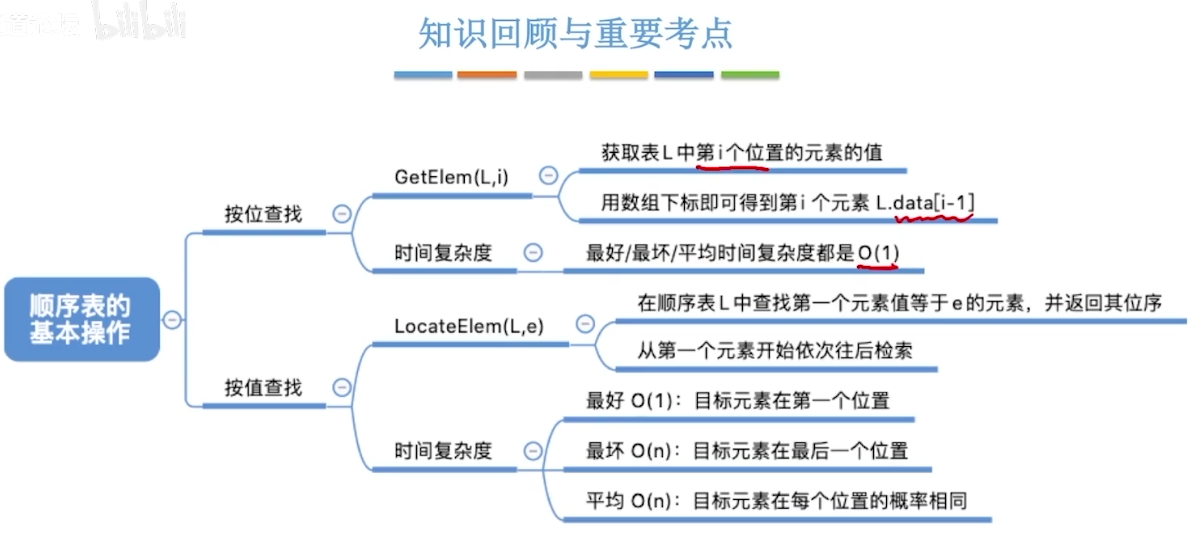 bilibili
知识回顾与重要考点
获取表L中第i个位置的元素的值
GetElem(L,i)
用数组下标即可得到第i个元素 L.data[i-1]
按位查找
时间复杂度
最好/最坏/平均时间复杂度都是O(1)
顺序表的
基本操作
在顺序表L中查找第一个元素值等于e的元素，并返回其位序
LocateElem(L,e)
从第一个元素开始依次往后检索
按值查找
最好 O(1)：目标元素在第一个位置
时间复杂度
最坏 O(n)：目标元素在最后一个位置
平均 O(n)：目标元素在每个位置的概率相同